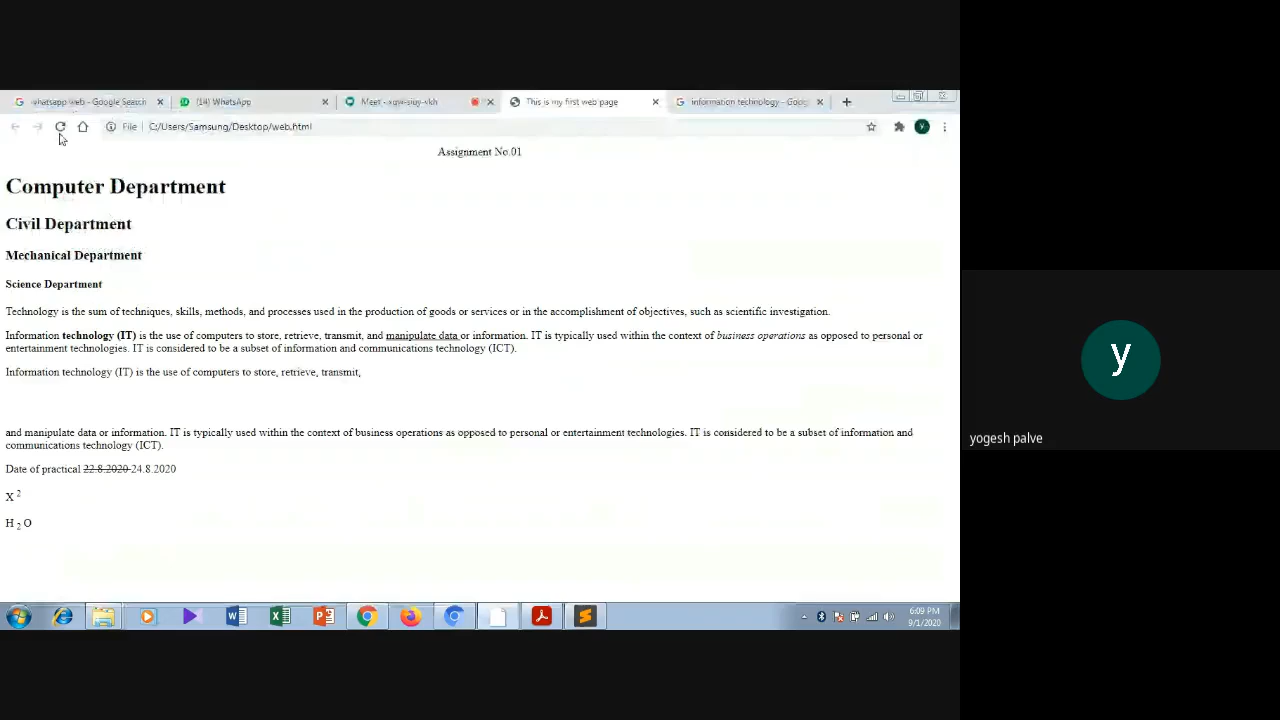 whatsapp web - Google Search
(14) WhatsApp
This is my first web page
information technology - Goog
File
C:/Users/Samsung/Desktop/web.html
y
Assignment No.01
Computer Department
Civil Department
Mechanical Department
Science Department
Technology is the sum of techniques, skills, methods, and processes used in the production of goods or services or in the accomplishment of objectives, such as scientific investigation.
Information technology (IT) is the use of computers to store, retrieve, transmit, and manipulate data or information. IT is typically used within the context of business operations as opposed to personal or
entertainment technologies. IT is considered to be a subset of information and communications technology (ICT).
Information technology (IT) is the use of computers to store, retrieve, transmit,
and manipulate data or information. IT is typically used within the context of business operations as opposed to personal or entertainment technologies. IT is considered to be a subset of information and
communications technology (ICT).
Date of practical 22.8.2020 24.8.2020
X 2
H 2 O
6:09 PM
9/1/2020
y
yogesh palve